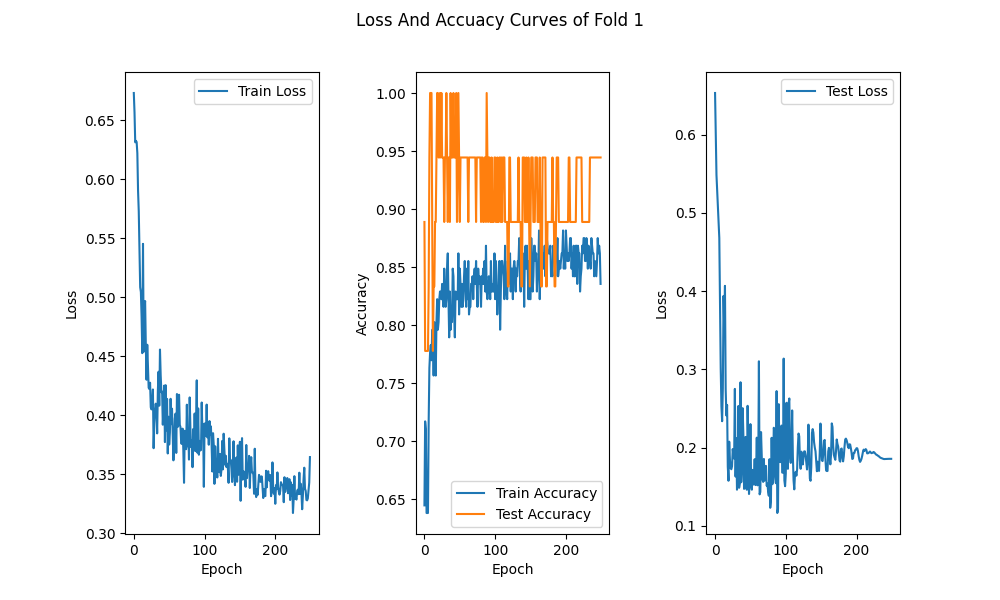 Loss And Accuacy Curves of Fold 1
Train Loss
0.65
0.60
0.55
0.50
0.45
0.40
0.35
0.30
Loss
0 100 200
Epoch
1.00
0.95
0.90
0.85
0.80
0.75
0.70
0.65
Accuracy
Train Accuracy
Test Accuracy
0 100 200
Epoch
Test Loss
0.6
0.5
0.4
0.3
0.2
0.1
Loss
0 100 200
Epoch